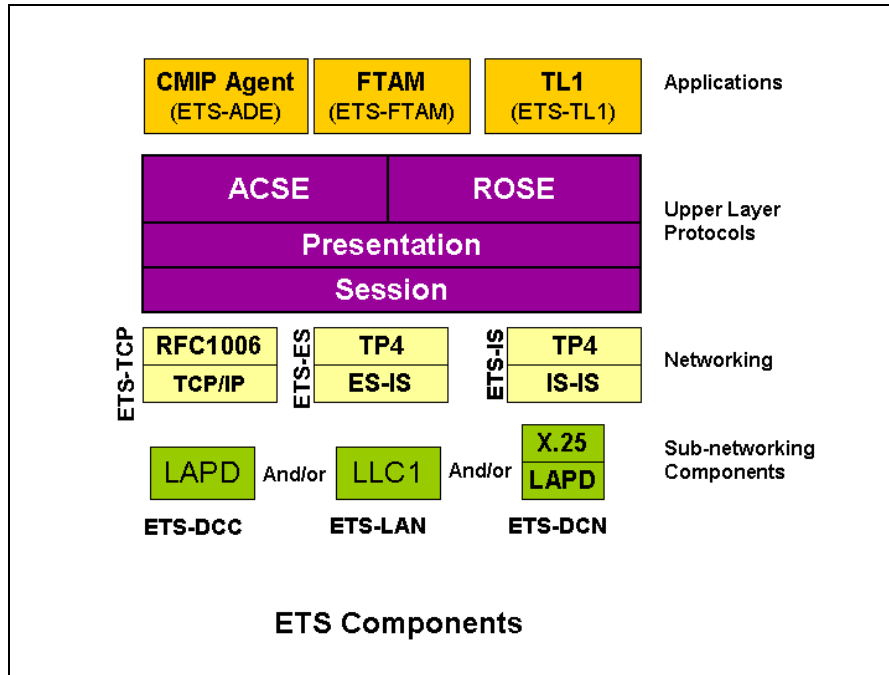 CMIP Agent
(ETS-ADE)
FTAM
(ETS-FTAM)
TL1
(ETS-TL1)
Applications
ACSE
ROSE
Presentation
Session
Upper Layer
Protocols
ETS-TCP
RFC1006
TCP/IP
ETS-ES
TP4
ES-IS
ETS-IS
TP4
IS-IS
Networking
LAPD
And/or
LLC1
And/or
X.25
LAPD
Sub-networking
Components
ETS-DCC
ETS-LAN
ETS-DCN
ETS Components